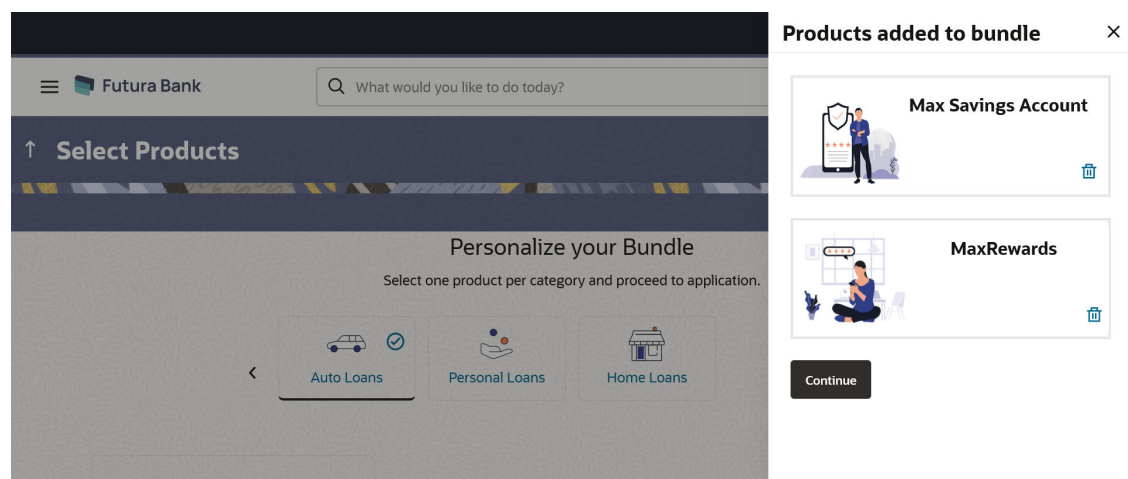 Products added to bundle
Futura Bank
What would you like to do today?
Select Products
Max Savings Account
Personalize your Bundle
Select one product per category and proceed to application.
MaxRewards
Auto Loans
Personal Loans
Home Loans
Continue